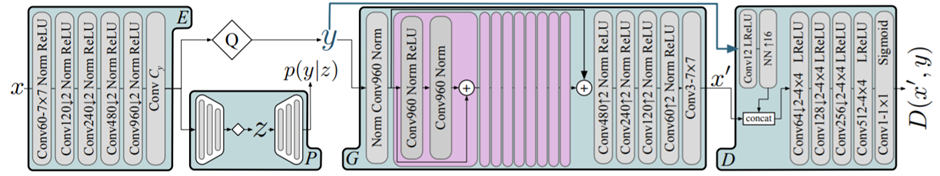 x
Conv60-7×7 Norm ReLU
Conv120↓2 Norm ReLU
Conv240↓2 Norm ReLU
Conv480↓2 Norm ReLU
Conv960↓2 Norm ReLU
Conv C_y
E
Q
y
z
p(y|z)
P
G
Norm Conv960 Norm
Conv960 Norm ReLU
Conv960 Norm
+
+
Conv480↑2 Norm ReLU
Conv240↑2 Norm ReLU
Conv120↑2 Norm ReLU
Conv60↑2 Norm ReLU
Conv3-7×7
x′
D
Conv12 LReLU
NN ↑16
concat
Conv64↓2-4×4 LReLU
Conv128↓2-4×4 LReLU
Conv256↓2-4×4 LReLU
Conv512-4×4 LReLU
Conv1-1×1 Sigmoid
D(x′, y)